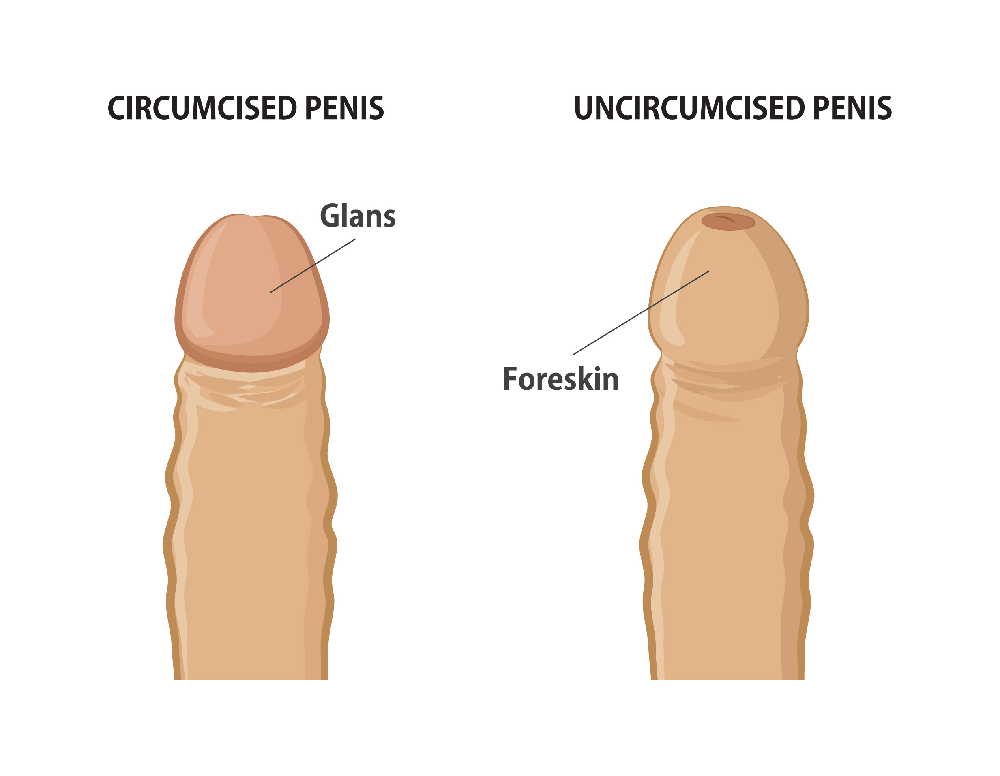 CIRCUMCISED PENIS
UNCIRCUMCISED PENIS
Glans
Foreskin